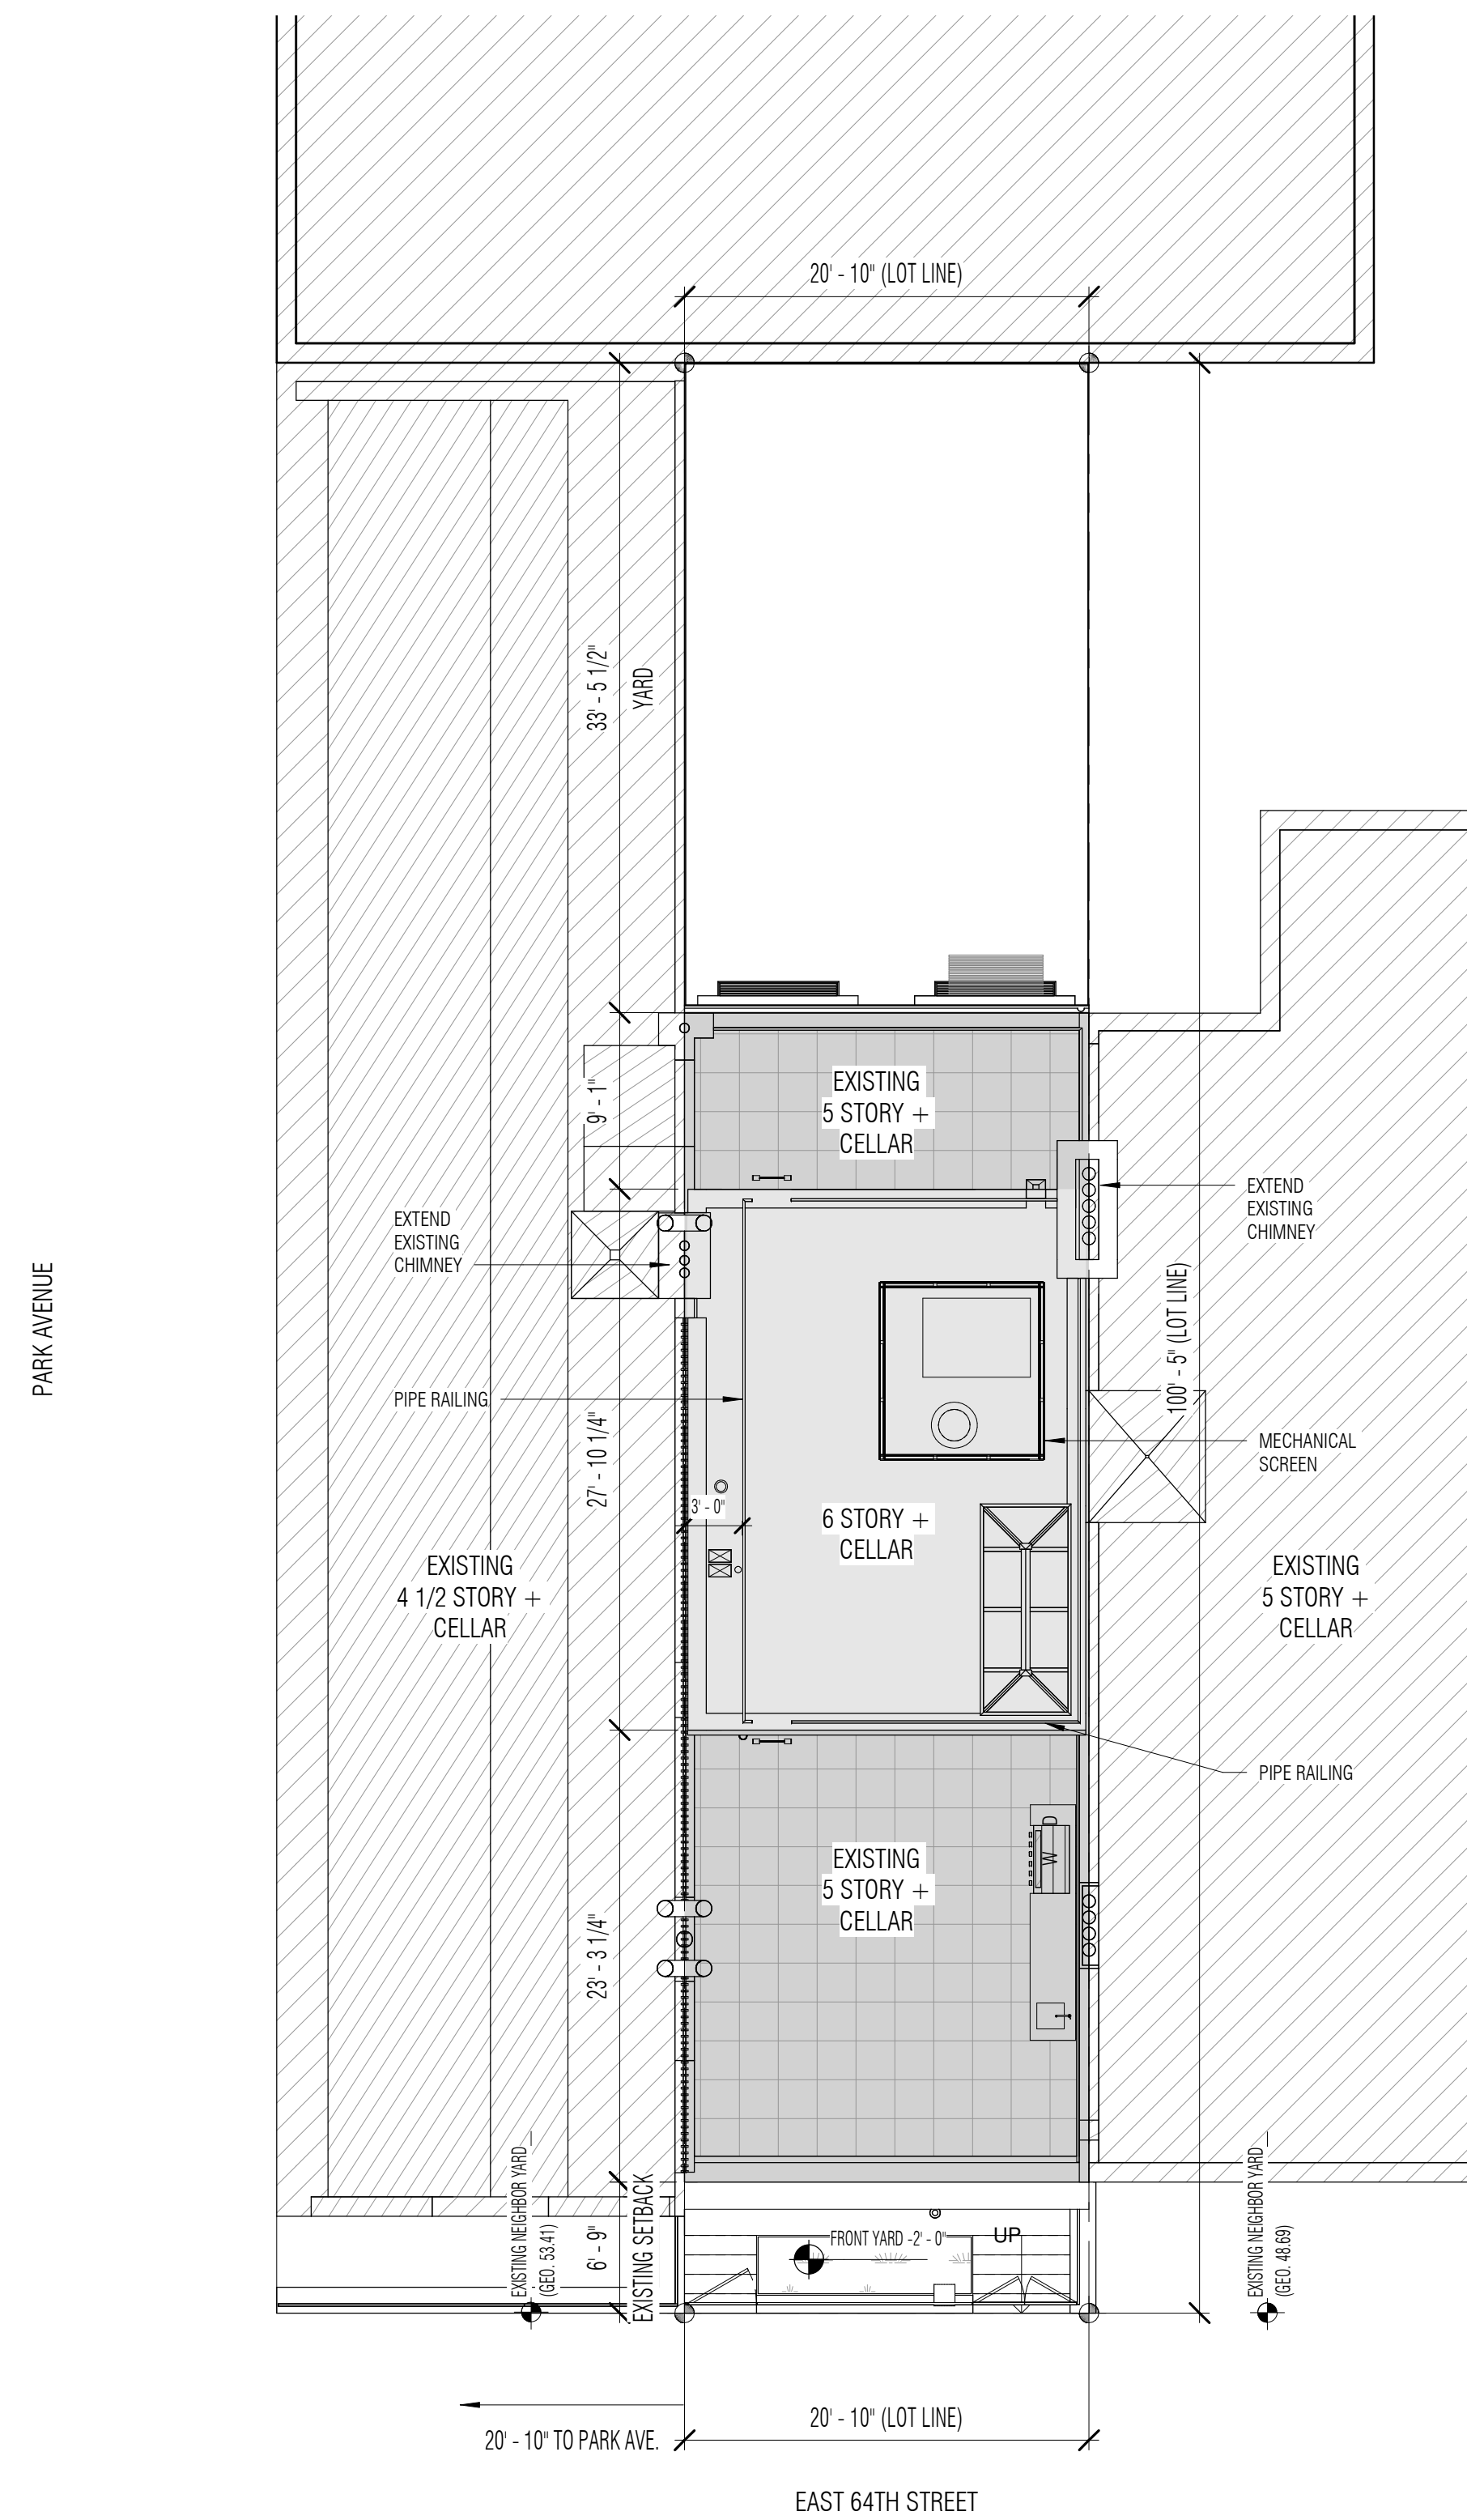 20' - 10" (LOT LINE)
33' - 5 1/2"
YARD
EXISTING
5 STORY +
CELLAR
9' - 1"
EXTEND
EXISTING
CHIMNEY
EXTEND
EXISTING
CHIMNEY
PARK AVENUE
100' - 5" (LOT LINE)
PIPE RAILING
27' - 10 1/4"
MECHANICAL
SCREEN
3' - 0"
6 STORY +
CELLAR
EXISTING
4 1/2 STORY +
CELLAR
EXISTING
5 STORY +
CELLAR
PIPE RAILING
EXISTING
5 STORY +
CELLAR
23' - 3 1/4"
EXISTING NEIGHBOR YARD
(GEO. 53.41)
6' - 9"
EXISTING SETBACK
FRONT YARD -2' - 0"
UP
EXISTING NEIGHBOR YARD
(GEO. 48.69)
20' - 10" TO PARK AVE.
20' - 10" (LOT LINE)
EAST 64TH STREET